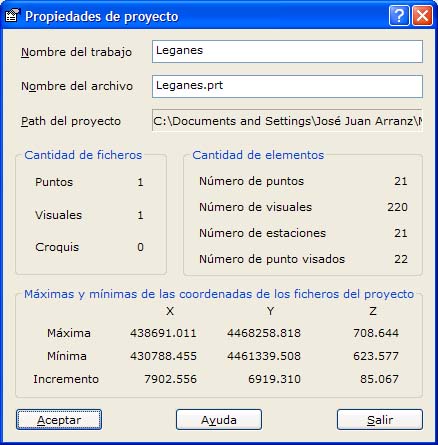 Propiedades de proyecto
Nombre del trabajo Leganes
Nombre del archivo Leganes.prt
Path del proyecto C:\Documents and Settings\José Juan Arranz\
Cantidad de ficheros
Puntos 1
Visuales 1
Croquis 0
Cantidad de elementos
Número de puntos 21
Número de visuales 220
Número de estaciones 21
Número de punto visados 22
Máximas y mínimas de las coordenadas de los ficheros del proyecto
X Y Z
Máxima 438691.011 4468258.818 708.644
Mínima 430788.455 4461339.508 623.577
Incremento 7902.556 6919.310 85.067
Aceptar Ayuda Salir